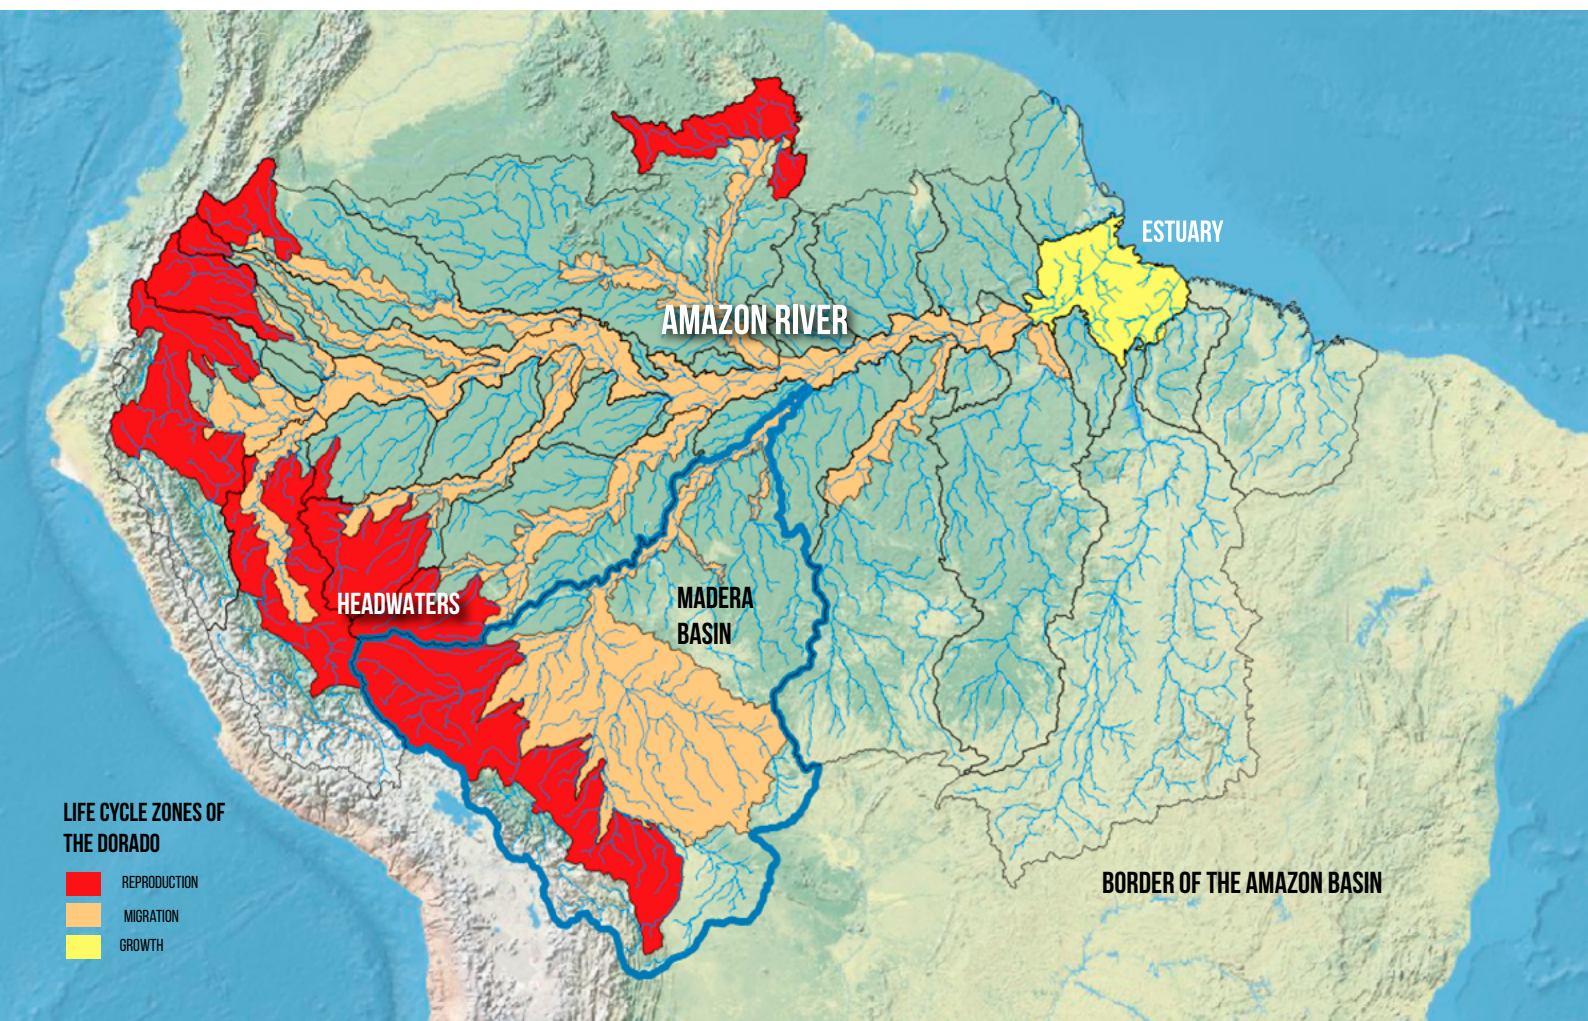 ESTUARY
AMAZON RIVER
HEADWATERS
MADERA
BASIN
LIFE CYCLE ZONES OF
THE DORADO
REPRODUCTION
MIGRATION
GROWTH
BORDER OF THE AMAZON BASIN